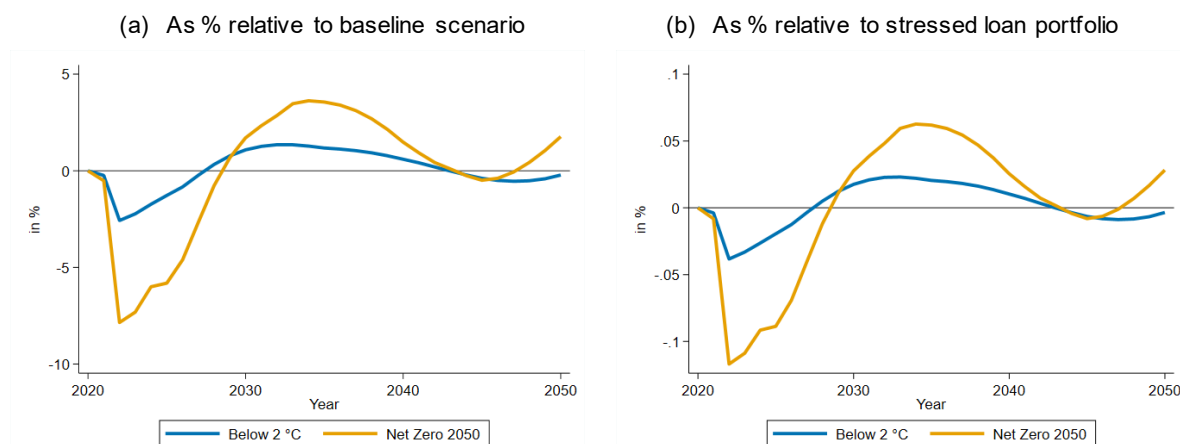 (a) As % relative to baseline scenario
5
0
-5
-10
in %
2020
2030
2040
2050
Year
Below 2 °C
Net Zero 2050
(b) As % relative to stressed loan portfolio
.1
.05
0
-.05
-.1
in %
2020
2030
2040
2050
Year
Below 2 °C
Net Zero 2050